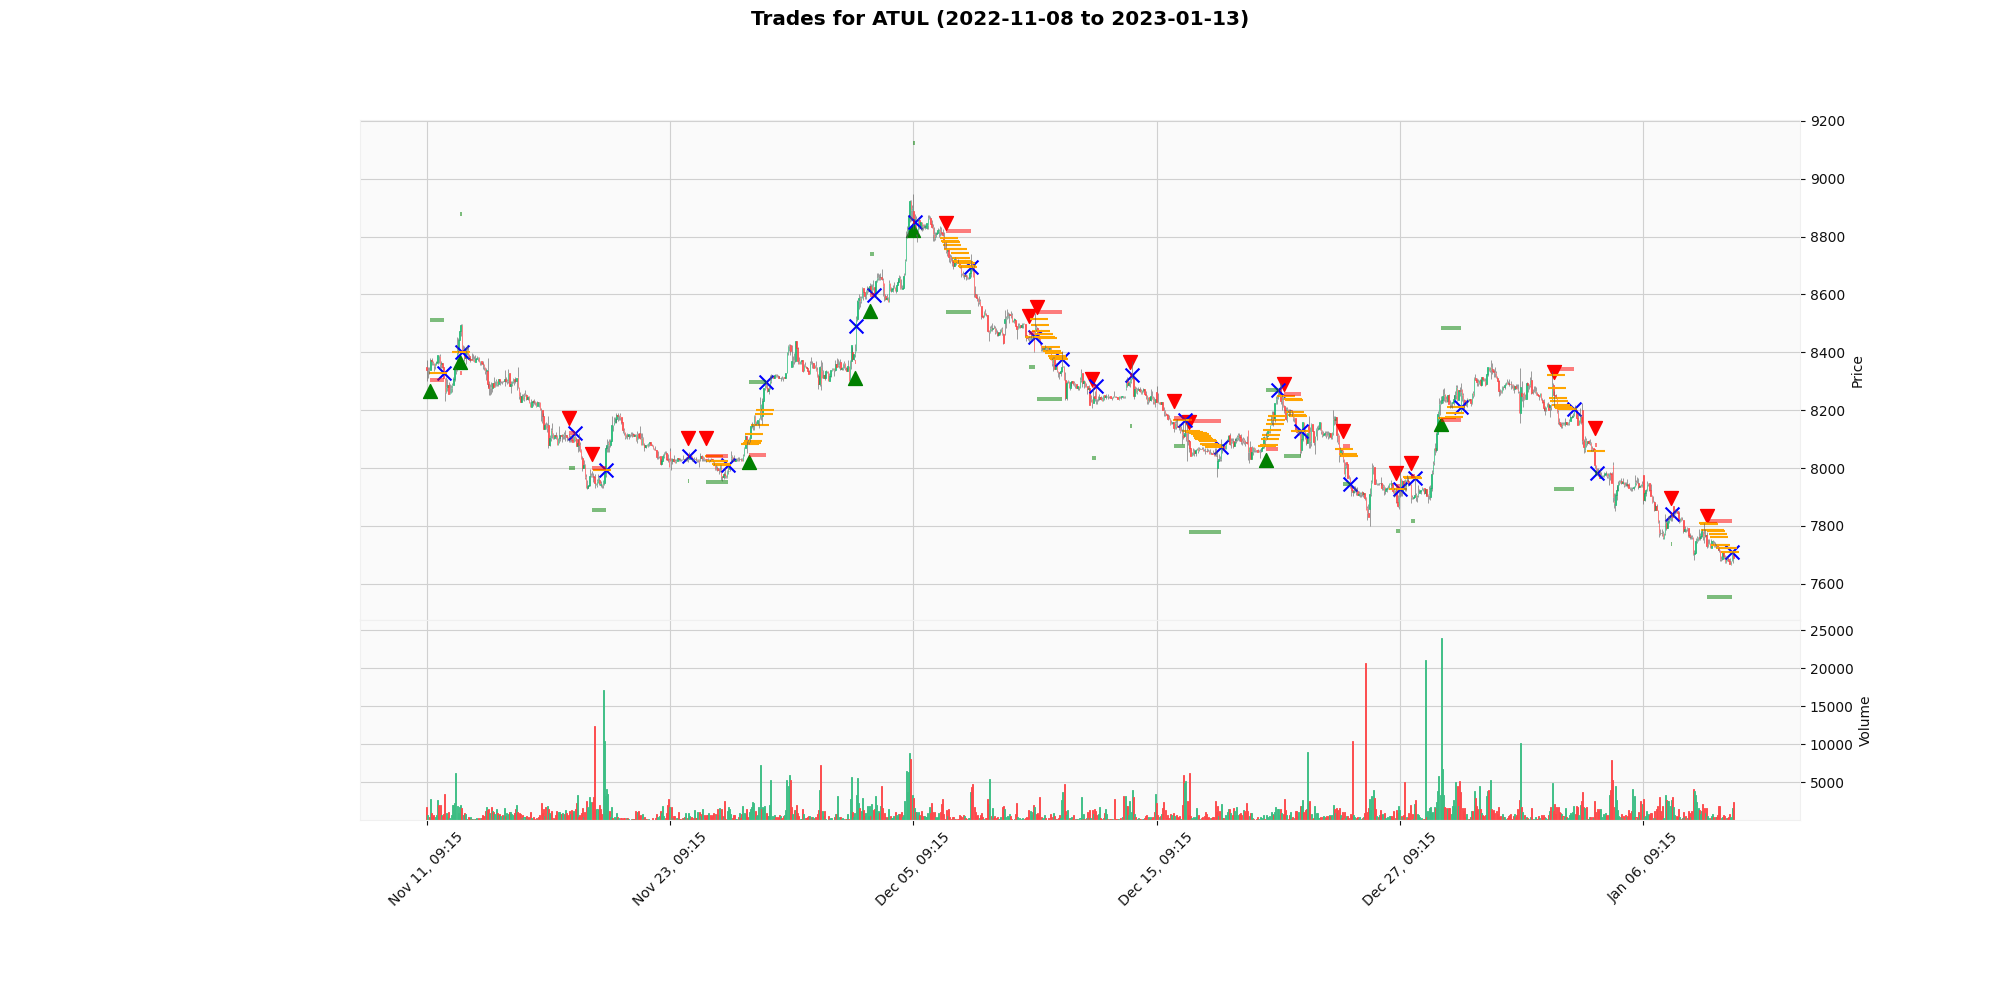 Trades for ATUL (2022-11-08 to 2023-01-13)
9200
9000
8800
8600
8400
8200
8000
7800
7600
Price
25000
20000
15000
10000
5000
Volume
Nov 11, 09:15
Nov 23, 09:15
Dec 05, 09:15
Dec 15, 09:15
Dec 27, 09:15
Jan 06, 09:15